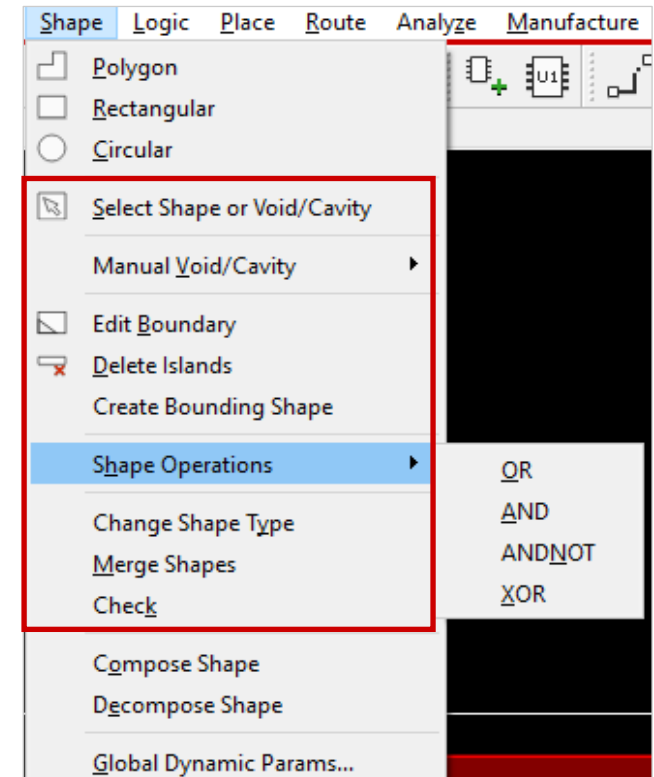 Shape Logic Place Route Analyze Manufacture
Polygon
Rectangular
Circular
U1
Select Shape or Void/Cavity
Manual Void/Cavity
Edit Boundary
Delete Islands
Create Bounding Shape
Shape Operations
OR
AND
ANDNOT
XOR
Change Shape Type
Merge Shapes
Check
Compose Shape
Decompose Shape
Global Dynamic Params...